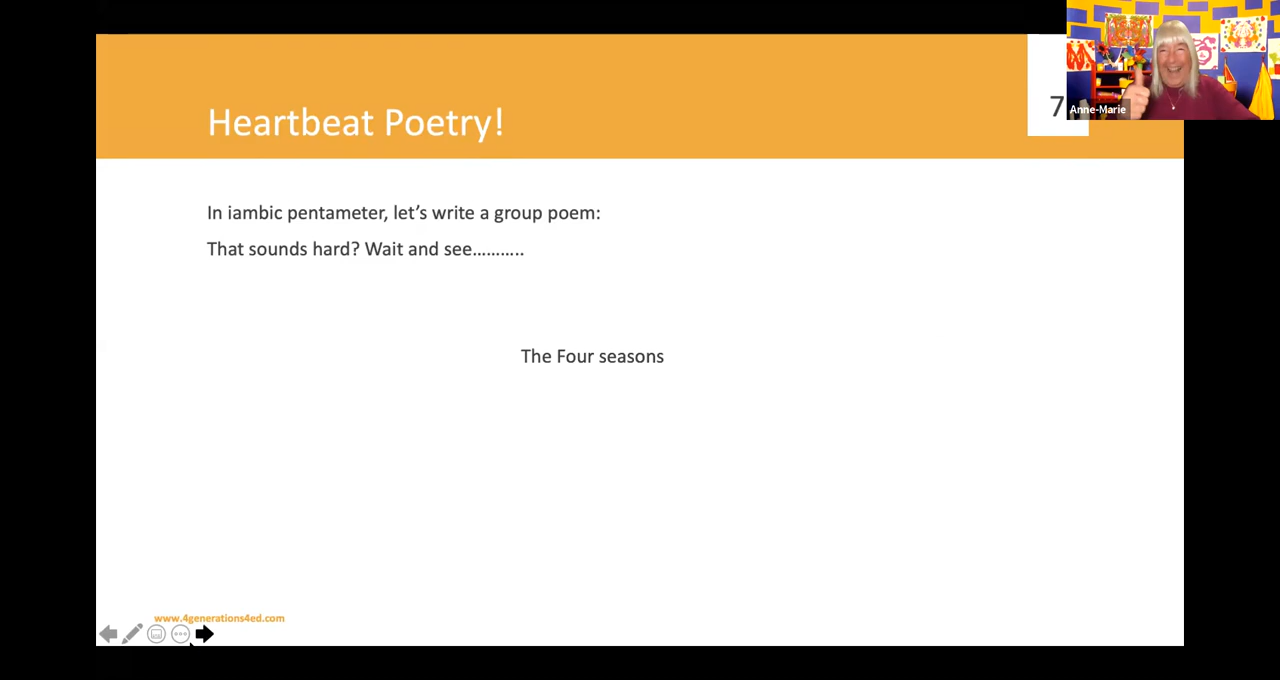 Heartbeat Poetry!
7
Anne-Marie
In iambic pentameter, let’s write a group poem:
That sounds hard? Wait and see………..
The Four seasons
www.4generations4ed.com